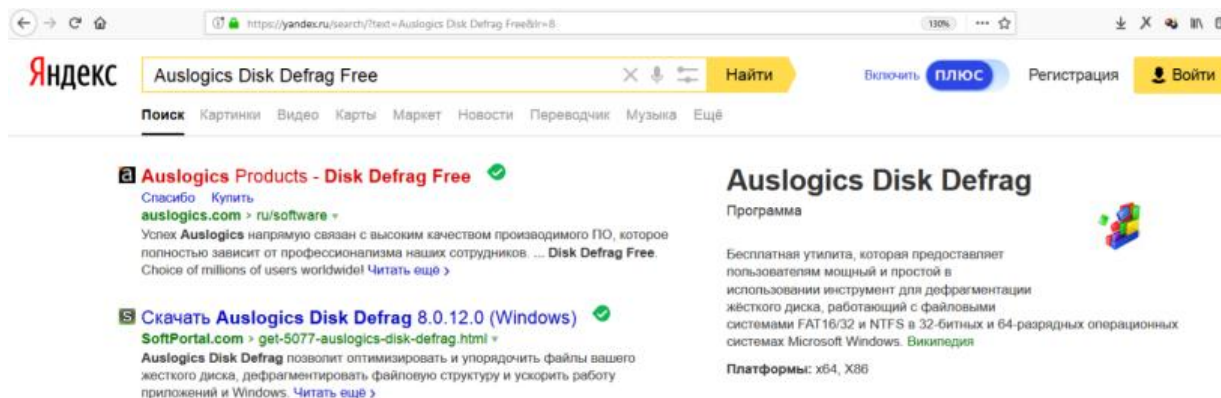 https://yandex.ru/search/?text=Auslogics Disk Defrag Free&lr=8
130%
Яндекс
Auslogics Disk Defrag Free
Найти
Включить ПЛЮС
Регистрация
Войти
Поиск Картинки Видео Карты Маркет Новости Переводчик Музыка Ещё
Auslogics Products - Disk Defrag Free
Спасибо Купить
auslogics.com > ru/software
Успех Auslogics напрямую связан с высоким качеством производимого ПО, которое
полностью зависит от профессионализма наших сотрудников. ... Disk Defrag Free.
Choice of millions of users worldwide! Читать ещё >
Скачать Auslogics Disk Defrag 8.0.12.0 (Windows)
SoftPortal.com > get-5077-auslogics-disk-defrag.html
Auslogics Disk Defrag позволит оптимизировать и упорядочить файлы вашего
жесткого диска, дефрагментировать файловую структуру и ускорить работу
приложений и Windows. Читать ещё >
Auslogics Disk Defrag
Программа
Бесплатная утилита, которая предоставляет
пользователям мощный и простой в
использовании инструмент для дефрагментации
жёсткого диска, работающий с файловыми
системами FAT16/32 и NTFS в 32-битных и 64-разрядных операционных
системах Microsoft Windows. Википедия
Платформы: x64, X86